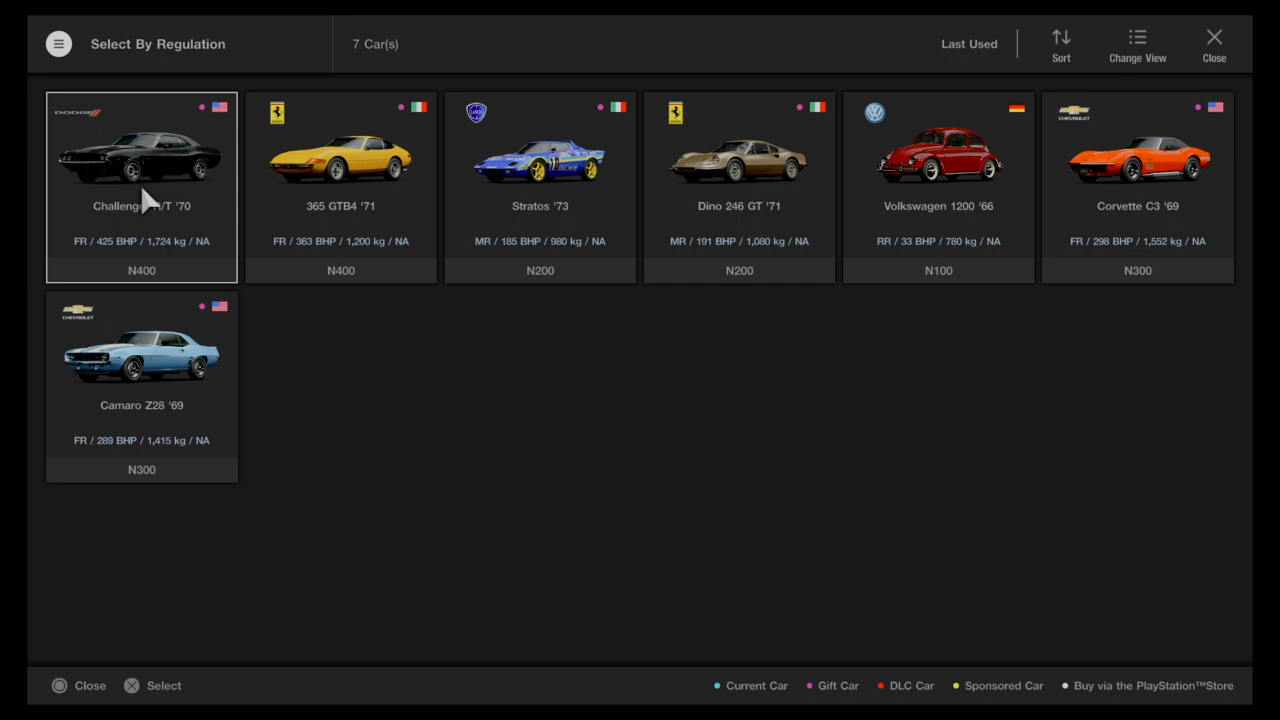 Select By Regulation
7 Car(s)
Last Used
Sort
Change View
Close
DODGE
Challenge /T '70
FR / 425 BHP / 1,724 kg / NA
N400
365 GTB4 '71
FR / 363 BHP / 1,200 kg / NA
N400
Stratos '73
MR / 185 BHP / 980 kg / NA
N200
Dino 246 GT '71
MR / 191 BHP / 1,080 kg / NA
N200
Volkswagen 1200 '66
RR / 33 BHP / 780 kg / NA
N100
CHEVROLET
Corvette C3 '69
FR / 298 BHP / 1,552 kg / NA
N300
CHEVROLET
Camaro Z28 '69
FR / 289 BHP / 1,415 kg / NA
N300
Close
Select
Current Car
Gift Car
DLC Car
Sponsored Car
Buy via the PlayStation™Store